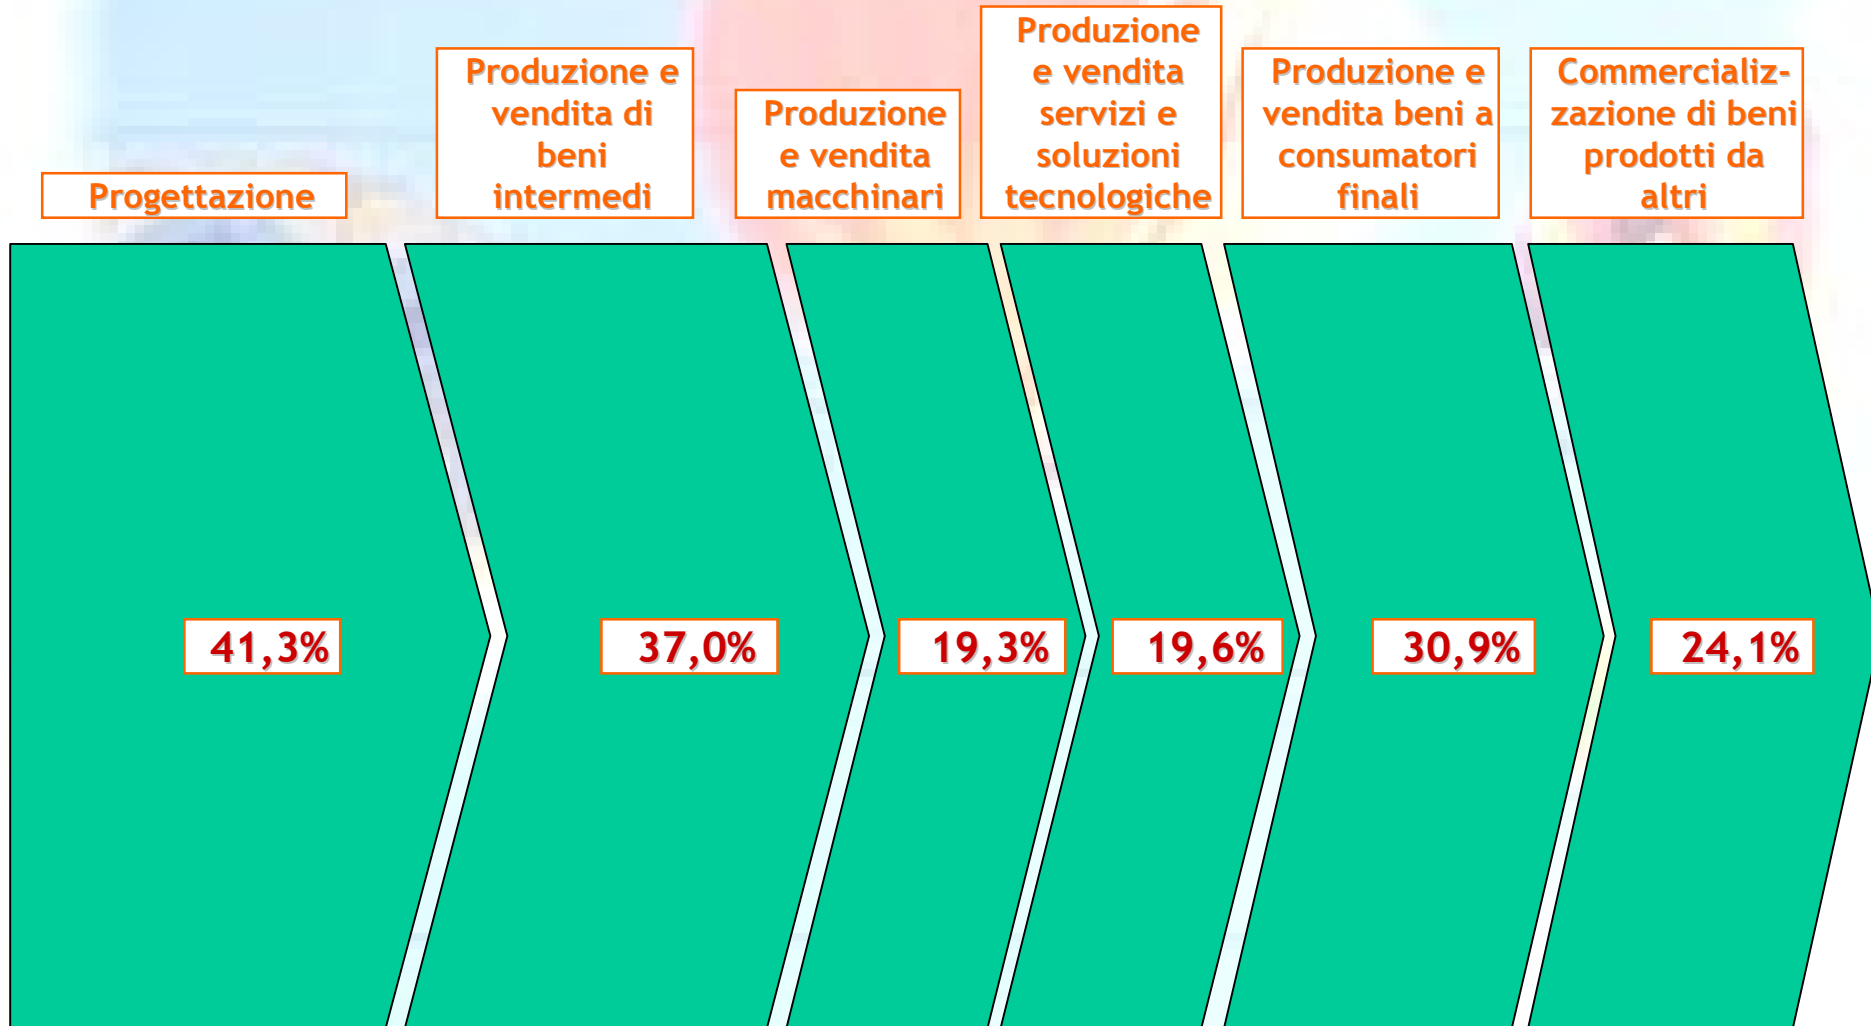 Progettazione
Produzione e
vendita di
beni
intermedi
Produzione
e vendita
macchinari
Produzione
e vendita
servizi e
soluzioni
tecnologiche
Produzione e
vendita beni a
consumatori
finali
Commercializ-
zazione di beni
prodotti da
altri
41,3%
37,0%
19,3%
19,6%
30,9%
24,1%